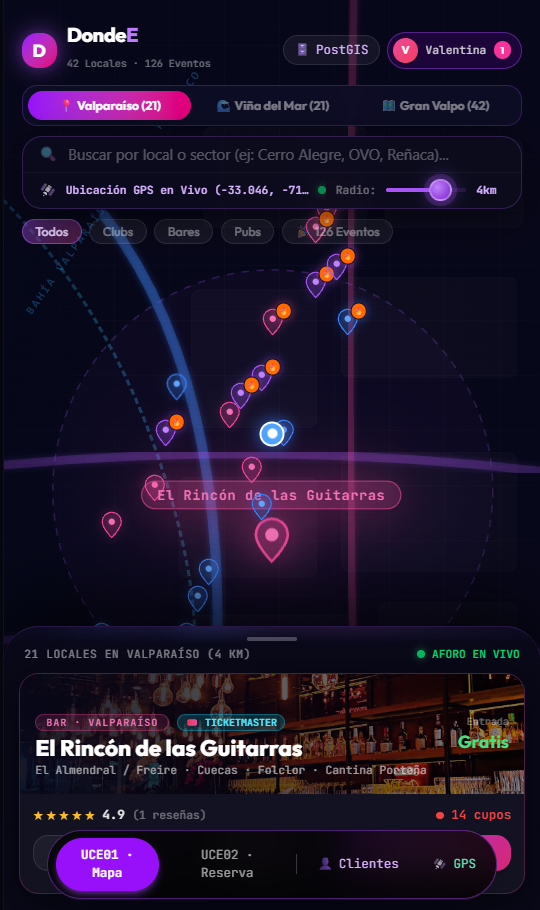 D
DondeE
42 Locales · 126 Eventos
PostGIS
V Valentina 1
Valparaíso (21)
Viña del Mar (21)
Gran Valpo (42)
Buscar por local o sector (ej: Cerro Alegre, OVO, Reñaca)...
Ubicación GPS en Vivo (-33.046, -71…
Radio:
4km
Todos
Clubs
Bares
Pubs
126 Eventos
El Rincón de las Guitarras
21 LOCALES EN VALPARAÍSO (4 KM)
AFORO EN VIVO
BAR · VALPARAÍSO
TICKETMASTER
Entrada
El Rincón de las Guitarras
Gratis
El Almendral / Freire · Cuecas · Folclor · Cantina Porteña
★★★★★ 4.9 (1 reseñas)
14 cupos
UCE01 ·
Mapa
UCE02 ·
Reserva
Clientes
GPS